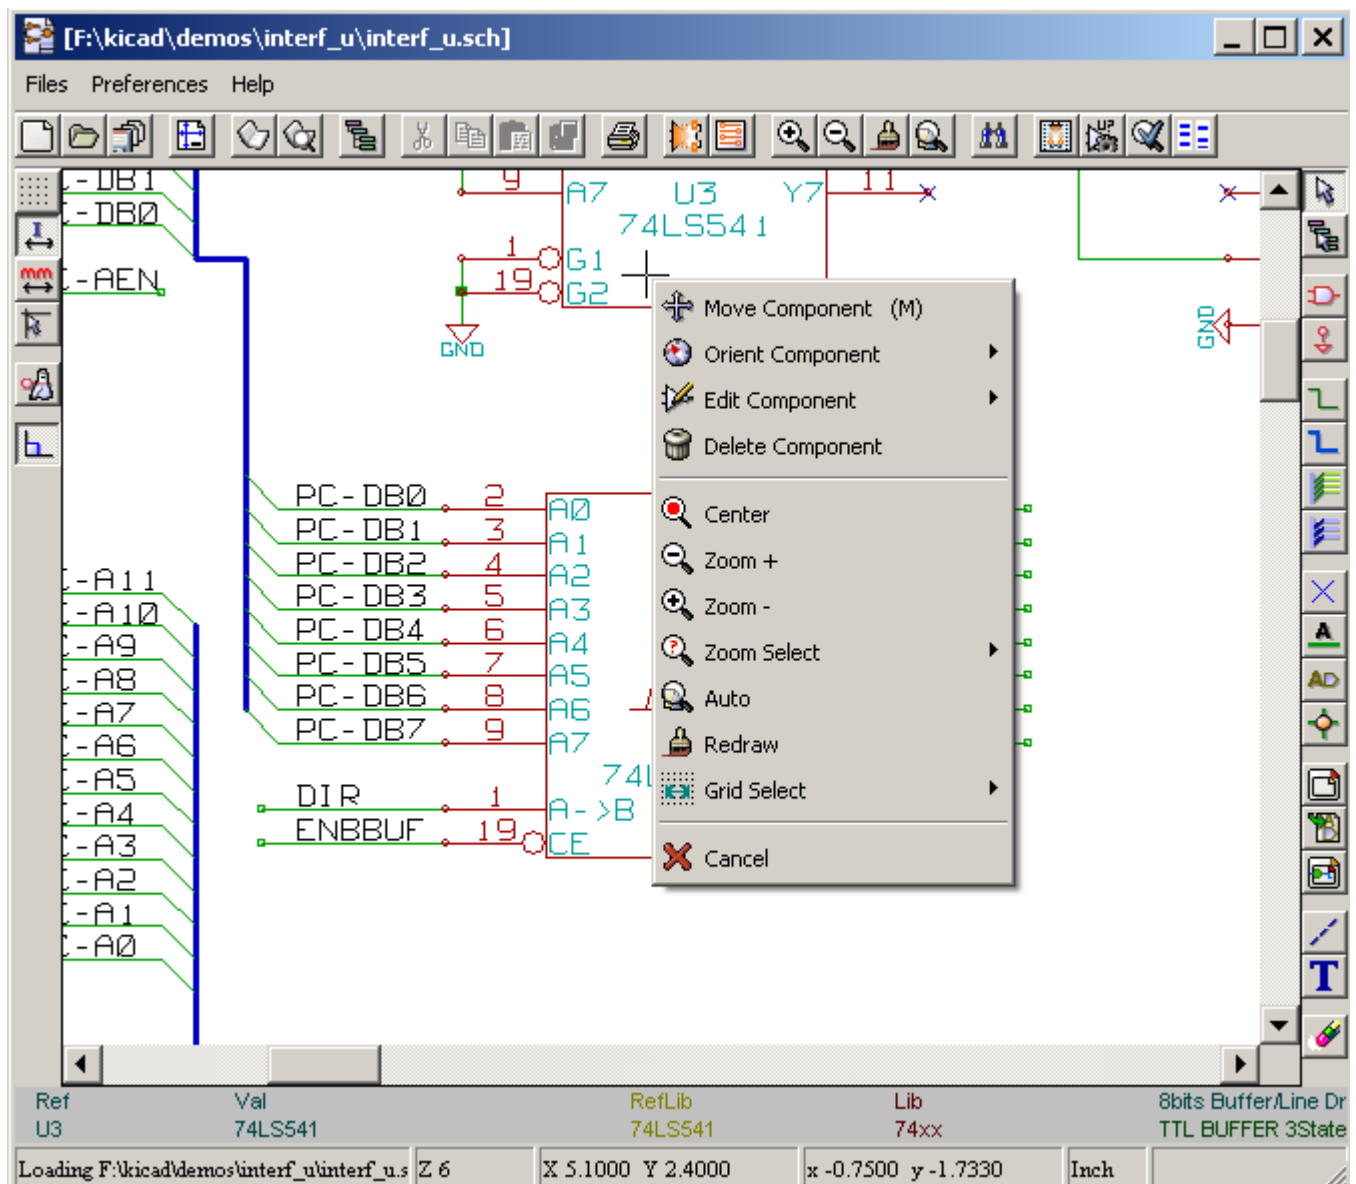 [F:\kicad\demos\interf_u\interf_u.sch]
Files Preferences Help
C-DB1
C-DB0
C-AEN
9 A7 U3 Y7 11
74LS541
1 G1
19 G2
GND
GND
mm
Move Component (M)
Orient Component
Edit Component
Delete Component
Center
Zoom +
Zoom -
Zoom Select
Auto
Redraw
Grid Select
Cancel
PC-DB0 2 A0
PC-DB1 3 A1
PC-DB2 4 A2
PC-DB3 5 A3
PC-DB4 6 A4
PC-DB5 7 A5
PC-DB6 8 A6
PC-DB7 9 A7
74L
DIR 1 A->B
ENBBUF 19 CE
C-A11
C-A10
C-A9
C-A8
C-A7
C-A6
C-A5
C-A4
C-A3
C-A2
C-A1
C-A0
A
AD
T
Ref Val RefLib Lib 8bits Buffer/Line Dr
U3 74LS541 74LS541 74xx TTL BUFFER 3State
Loading F:\kicad\demos\interf_u\interf_u.s Z 6 X 5.1000 Y 2.4000 x -0.7500 y -1.7330 Inch